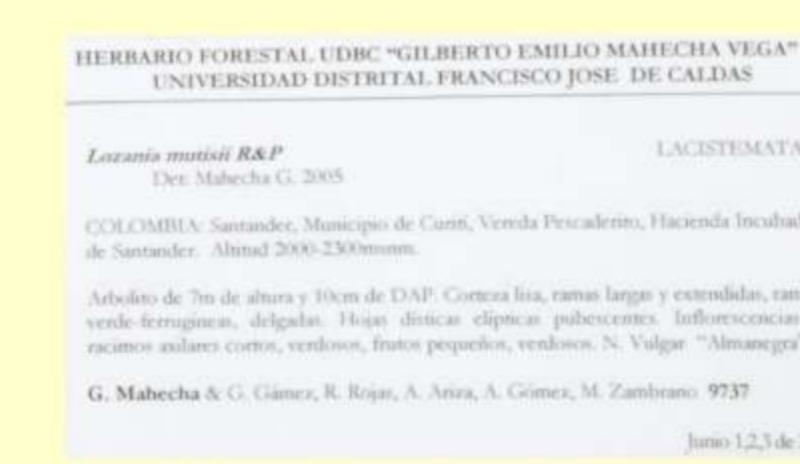 HERBARIO FORESTAL UDBC "GILBERTO EMILIO MAHECHA VEGA"
UNIVERSIDAD DISTRITAL FRANCISCO JOSE DE CALDAS
Lozania mutisii R&P LACISTEMATA
Det: Mahecha G. 2005
COLOMBIA: Santander, Municipio de Curití, Vereda Pescaderito, Hacienda Incubad
de Santander. Altitud 2000-2300msnm.
Arbolito de 7m de altura y 10cm de DAP. Corteza lisa, ramas largas y extendidas, ram
verde-ferrugineas, delgadas. Hojas dísticas elípticas pubescentes. Inflorescencias
racimos axilares cortos, verdosos, frutos pequeños, verdosos. N. Vulgar "Almanegra"
G. Mahecha & G. Gámez, R. Rojas, A. Ariza, A. Gómez, M. Zambrano 9737
Junio 1,2,3 de